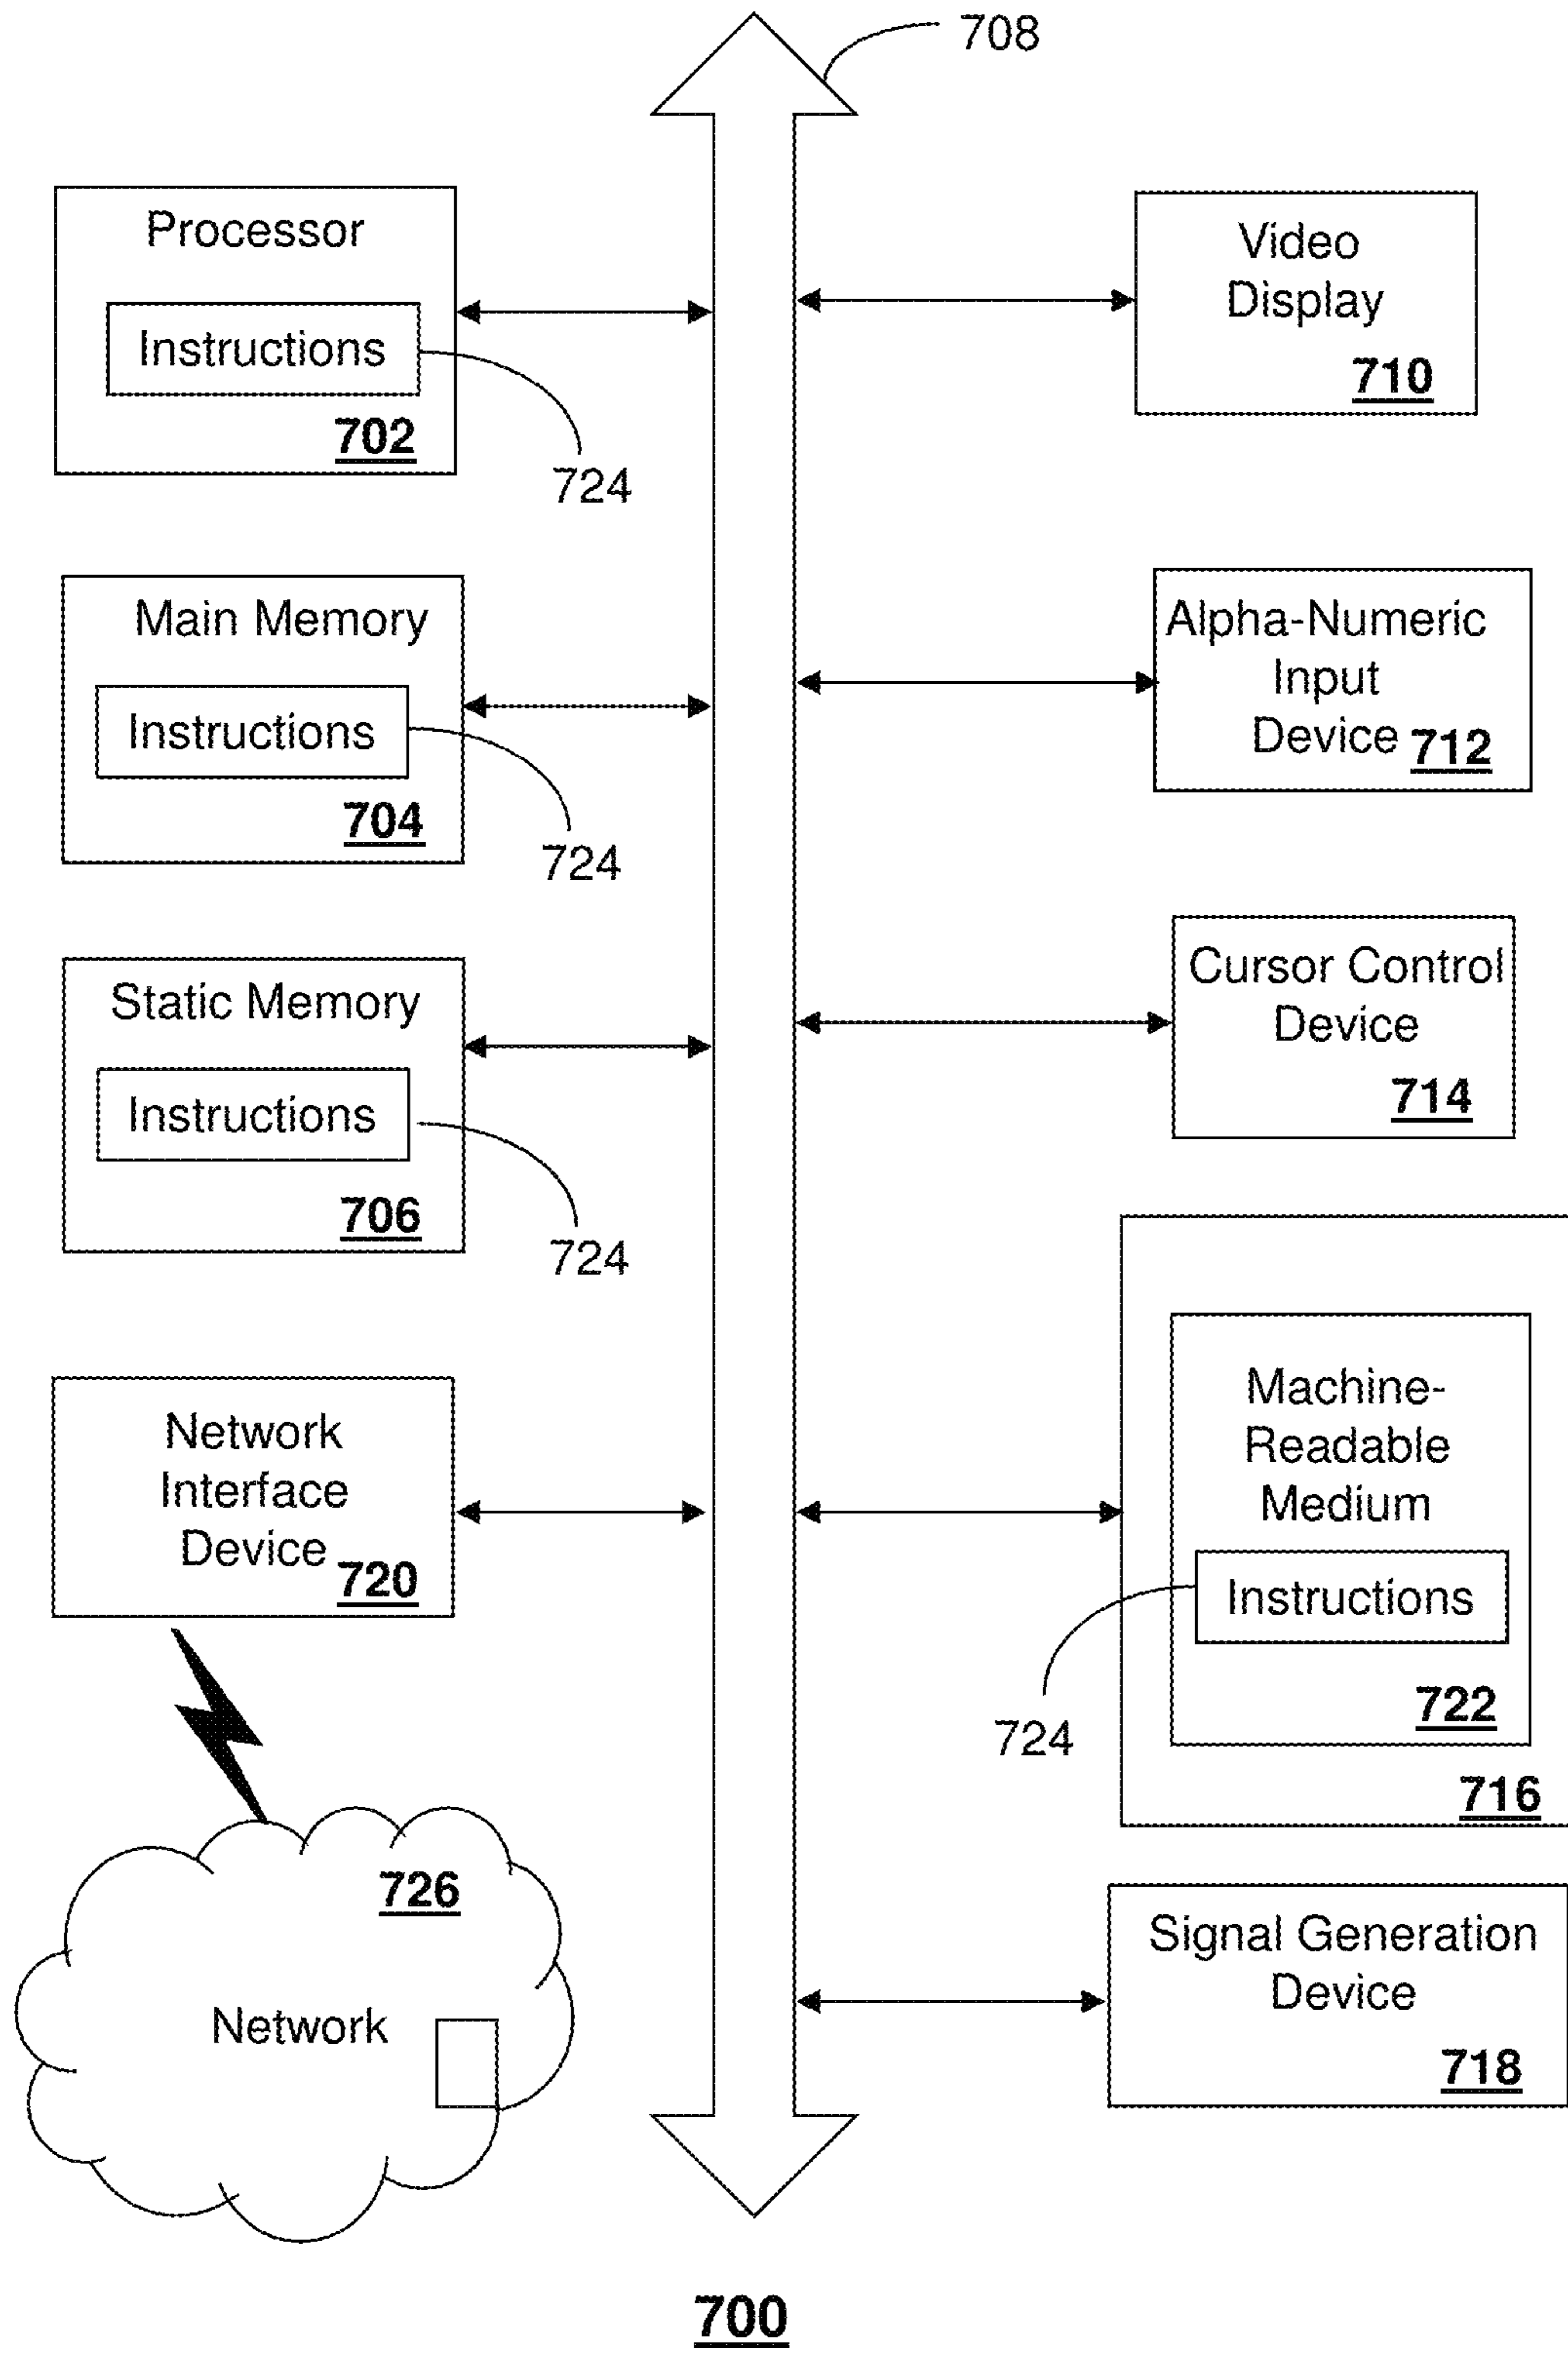 708
Processor
Instructions
702
724
Main Memory
Instructions
704
724
Static Memory
Instructions
706
724
Network
Interface
Device
720
726
Network
Video
Display
710
Alpha-Numeric
Input
Device
712
Cursor Control
Device
714
Machine-
Readable
Medium
Instructions
722
724
716
Signal Generation
Device
718
700